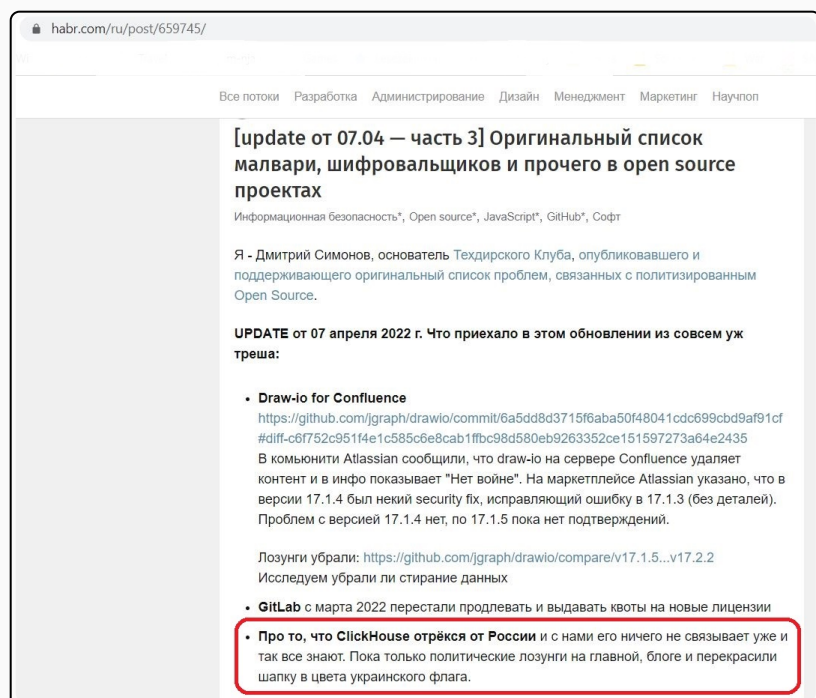 habr.com/ru/post/659745/
Все потоки Разработка Администрирование Дизайн Менеджмент Маркетинг Научпоп
[update от 07.04 — часть 3] Оригинальный список
малвари, шифровальщиков и прочего в open source
проектах
Информационная безопасность*, Open source*, JavaScript*, GitHub*, Софт
Я - Дмитрий Симонов, основатель Техдирского Клуба, опубликовавшего и
поддерживающего оригинальный список проблем, связанных с политизированным
Open Source.
UPDATE от 07 апреля 2022 г. Что приехало в этом обновлении из совсем уж
треша:
• Draw-io for Confluence
https://github.com/jgraph/drawio/commit/6a5dd8d3715f6aba50f48041cdc699cbd9af91cf
#diff-c6f752c951f4e1c585c6e8cab1ffbc98d580eb9263352ce151597273a64e2435
В комьюнити Atlassian сообщили, что draw-io на сервере Confluence удаляет
контент и в инфо показывает "Нет войне". На маркетплейсе Atlassian указано, что в
версии 17.1.4 был некий security fix, исправляющий ошибку в 17.1.3 (без деталей).
Проблем с версией 17.1.4 нет, по 17.1.5 пока нет подтверждений.
Лозунги убрали: https://github.com/jgraph/drawio/compare/v17.1.5...v17.2.2
Исследуем убрали ли стирание данных
• GitLab с марта 2022 перестали продлевать и выдавать квоты на новые лицензии
• Про то, что ClickHouse отрёкся от России и с нами его ничего не связывает уже и
так все знают. Пока только политические лозунги на главной, блоге и перекрасили
шапку в цвета украинского флага.